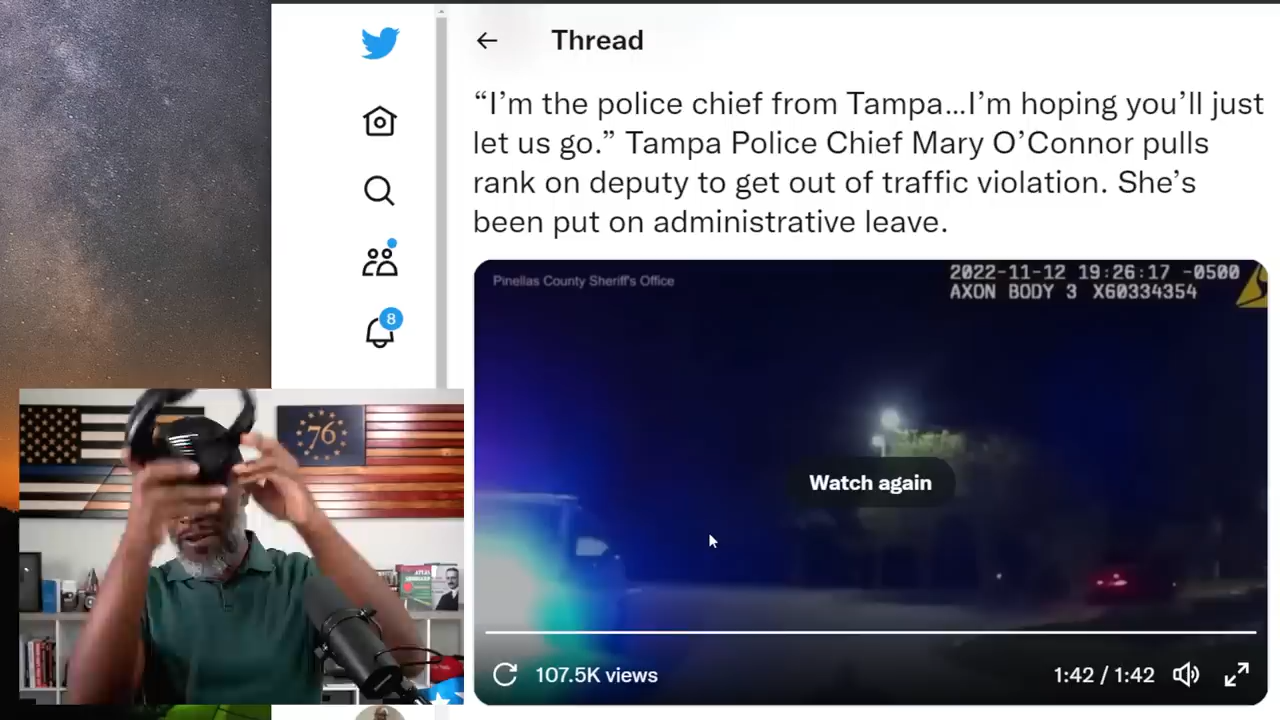 Thread
“I’m the police chief from Tampa...I’m hoping you’ll just
let us go.” Tampa Police Chief Mary O’Connor pulls
rank on deputy to get out of traffic violation. She’s
been put on administrative leave.
8
Pinellas County Sheriff's Office
2022-11-12 19:26:17 -0500
AXON BODY 3 X60334354
76
Watch again
107.5K views
1:42 / 1:42